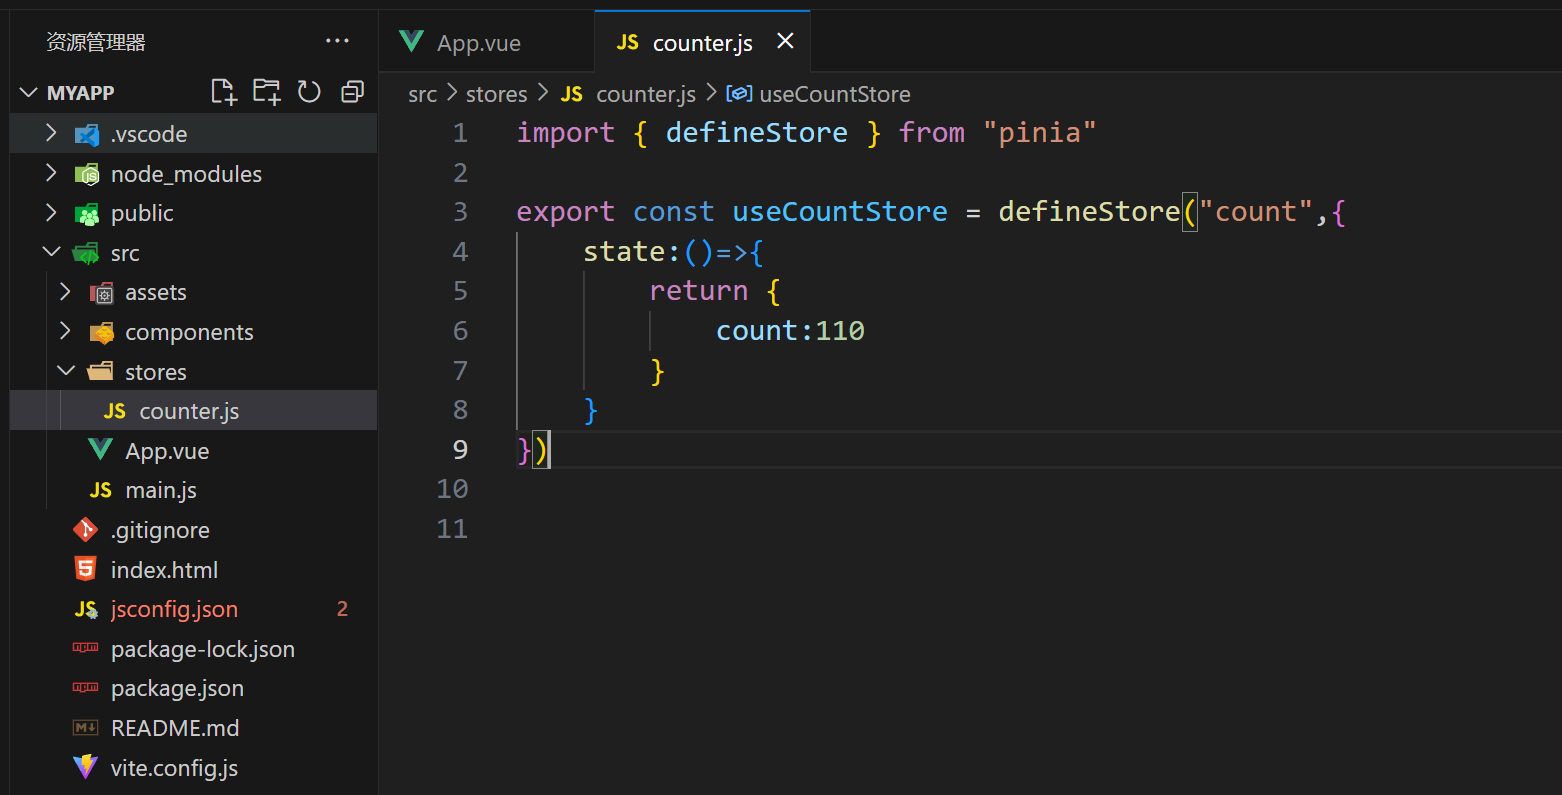 资源管理器 ···
MYAPP
.vscode
node_modules
public
src
assets
components
stores
JS counter.js
App.vue
JS main.js
.gitignore
index.html
JS jsconfig.json 2
package-lock.json
package.json
README.md
vite.config.js
App.vue
JS counter.js
src > stores > JS counter.js > useCountStore
1 import { defineStore } from "pinia"
2
3 export const useCountStore = defineStore("count",{
4     state:()=>{
5         return {
6             count:110
7         }
8     }
9 })
10
11